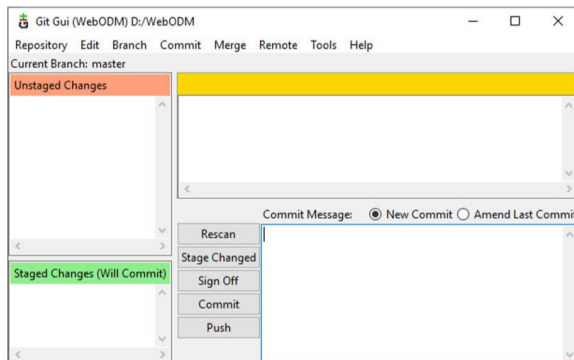 Git Gui (WebODM) D:/WebODM
Repository Edit Branch Commit Merge Remote Tools Help
Current Branch: master
Unstaged Changes
Staged Changes (Will Commit)
Commit Message: New Commit Amend Last Commit
Rescan
Stage Changed
Sign Off
Commit
Push